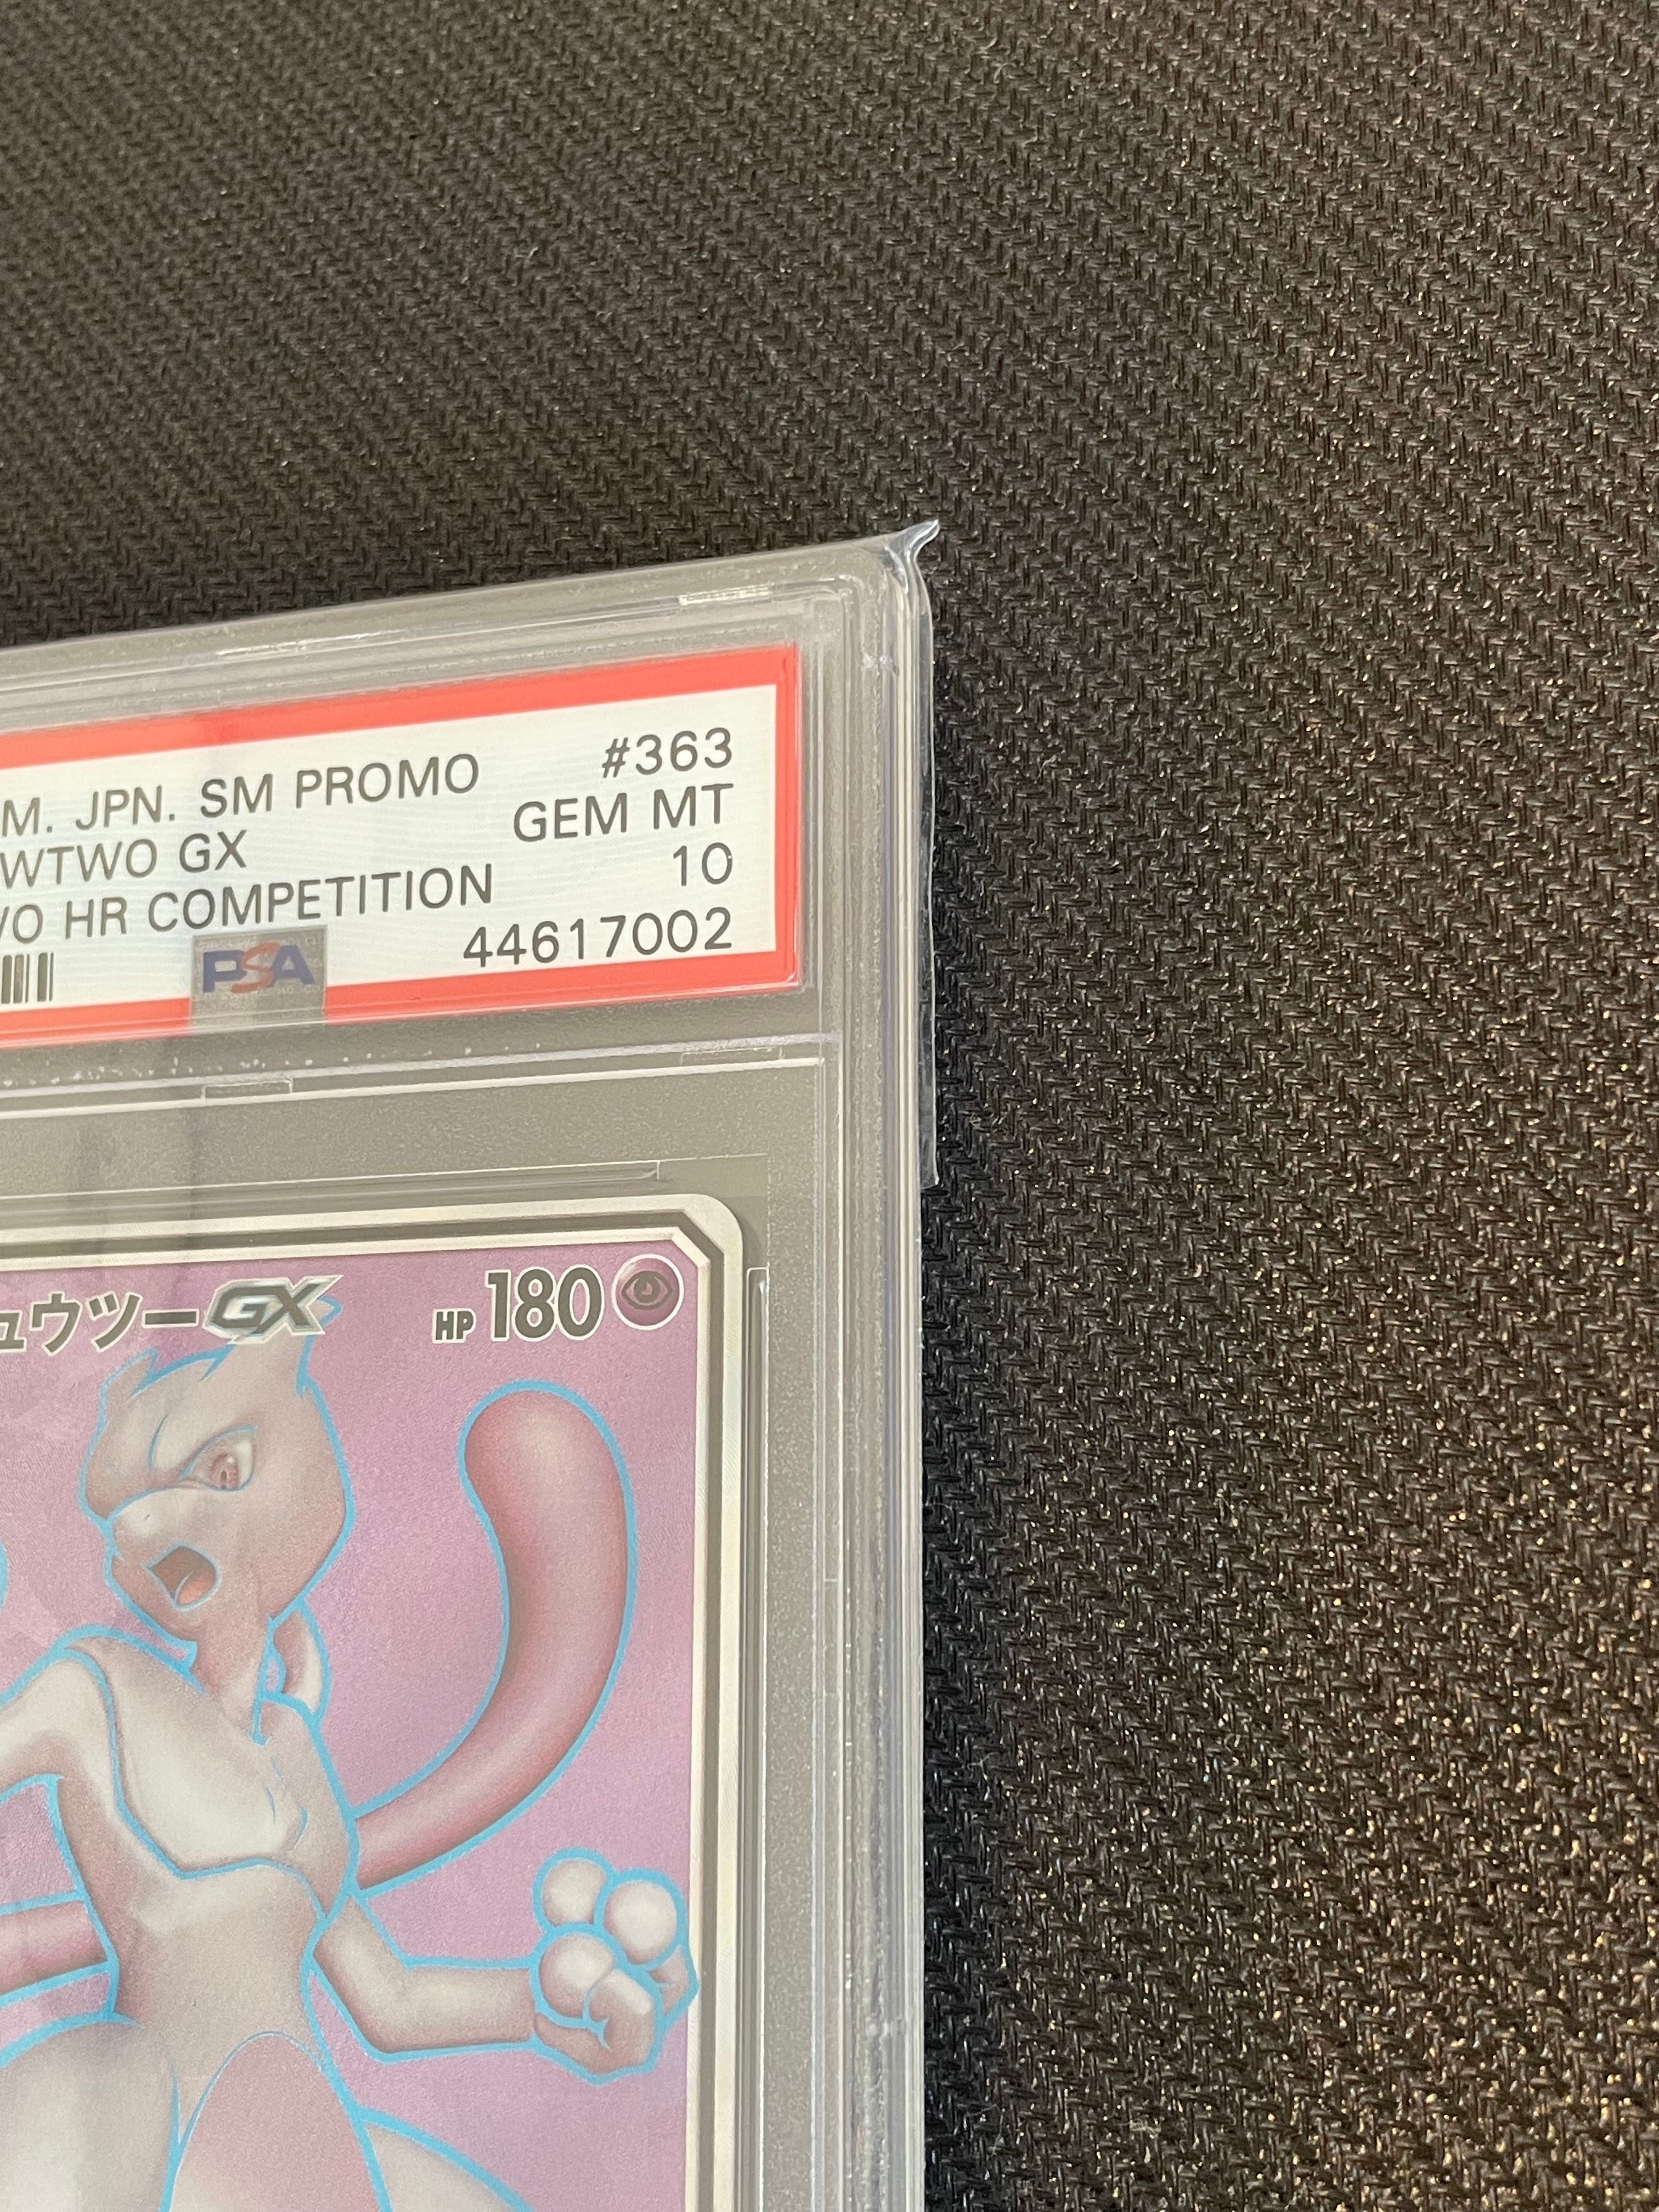 M. JPN. SM PROMO #363
WTWO GX GEM MT
O HR COMPETITION 10
PSA 44617002
ュウツーGX HP 180